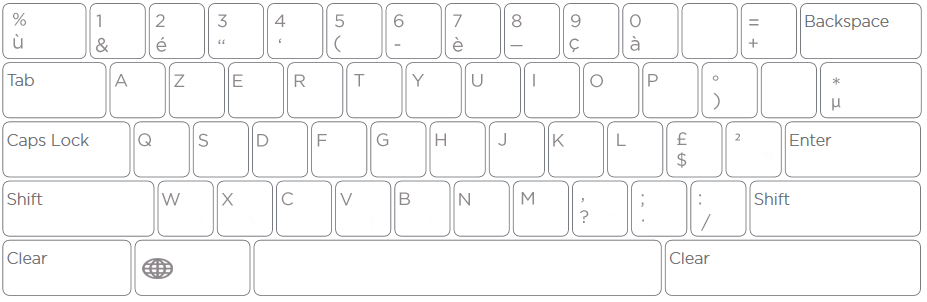 % 1 2 3 4 5 6 7 8 9 0 = Backspace
ù & é “ ‘ ( - è – ç à +
Tab A Z E R T Y U I O P ° *
) µ
Caps Lock Q S D F G H J K L £ ² Enter
$
Shift W X C V B N M , ; : Shift
? . /
Clear Clear